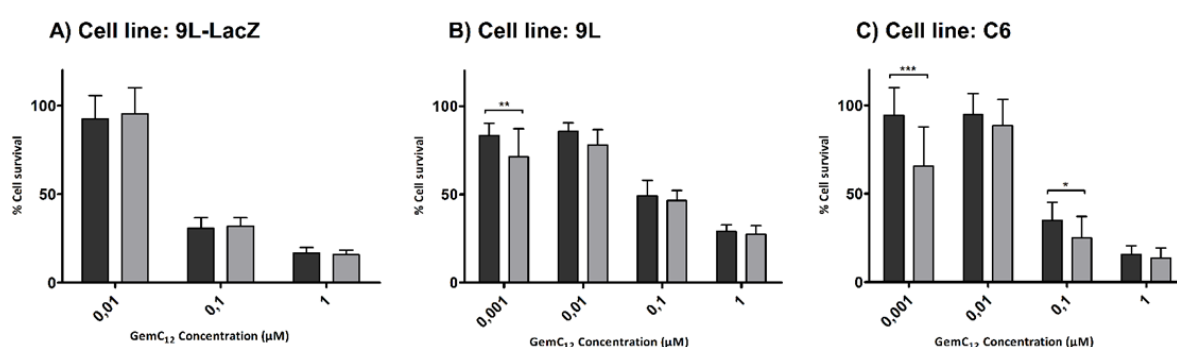 A) Cell line: 9L-LacZ
% Cell survival
100
50
0
0,01
0,1
1
GemC12 Concentration (µM)
B) Cell line: 9L
% Cell survival
100
50
0
**
0,001
0,01
0,1
1
GemC12 Concentration (µM)
C) Cell line: C6
% Cell survival
100
50
0
***
*
0,001
0,01
0,1
1
GemC12 Concentration (µM)